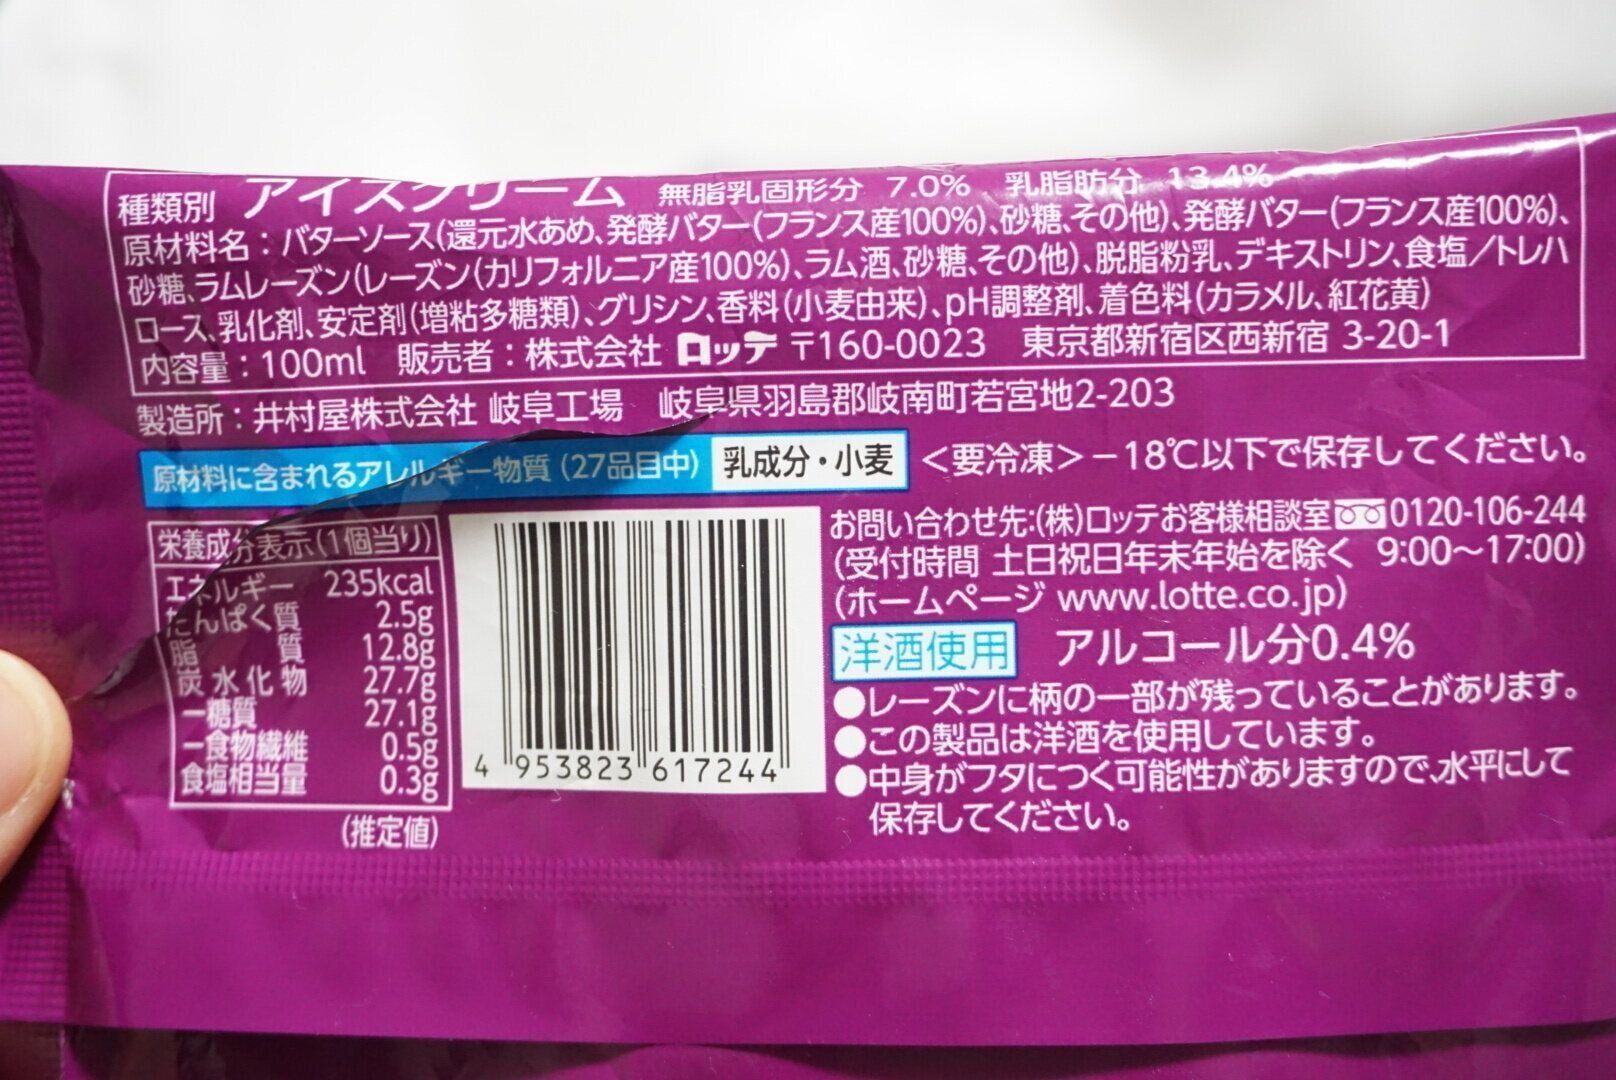 種類別 アイスクリーム 無脂乳固形分 7.0% 乳脂肪分 13.4%
原材料名：バターソース(還元水あめ、発酵バター(フランス産100%)、砂糖、その他)、発酵バター(フランス産100%)、
砂糖、ラムレーズン(レーズン(カリフォルニア産100%)、ラム酒、砂糖、その他)、脱脂粉乳、デキストリン、食塩／トレハ
ロース、乳化剤、安定剤(増粘多糖類)、グリシン、香料(小麦由来)、pH調整剤、着色料(カラメル、紅花黄)
内容量：100ml 販売者：株式会社 ロッテ 〒160-0023 東京都新宿区西新宿 3-20-1
製造所：井村屋株式会社 岐阜工場 岐阜県羽島郡岐南町若宮地2-203
原材料に含まれるアレルギー物質(27品目中) 乳成分・小麦 <要冷凍>－18℃以下で保存してください。
栄養成分表示(1個当り)
エネルギー 235kcal
たんぱく質 2.5g
脂質 12.8g
炭水化物 27.7g
－糖質 27.1g
－食物繊維 0.5g
食塩相当量 0.3g
(推定値)
4 953823 617244
お問い合わせ先:(株)ロッテお客様相談室 0120-106-244
(受付時間 土日祝日年末年始を除く 9:00～17:00)
(ホームページ www.lotte.co.jp)
洋酒使用 アルコール分0.4%
●レーズンに柄の一部が残っていることがあります。
●この製品は洋酒を使用しています。
●中身がフタにつく可能性がありますので、水平にして
保存してください。